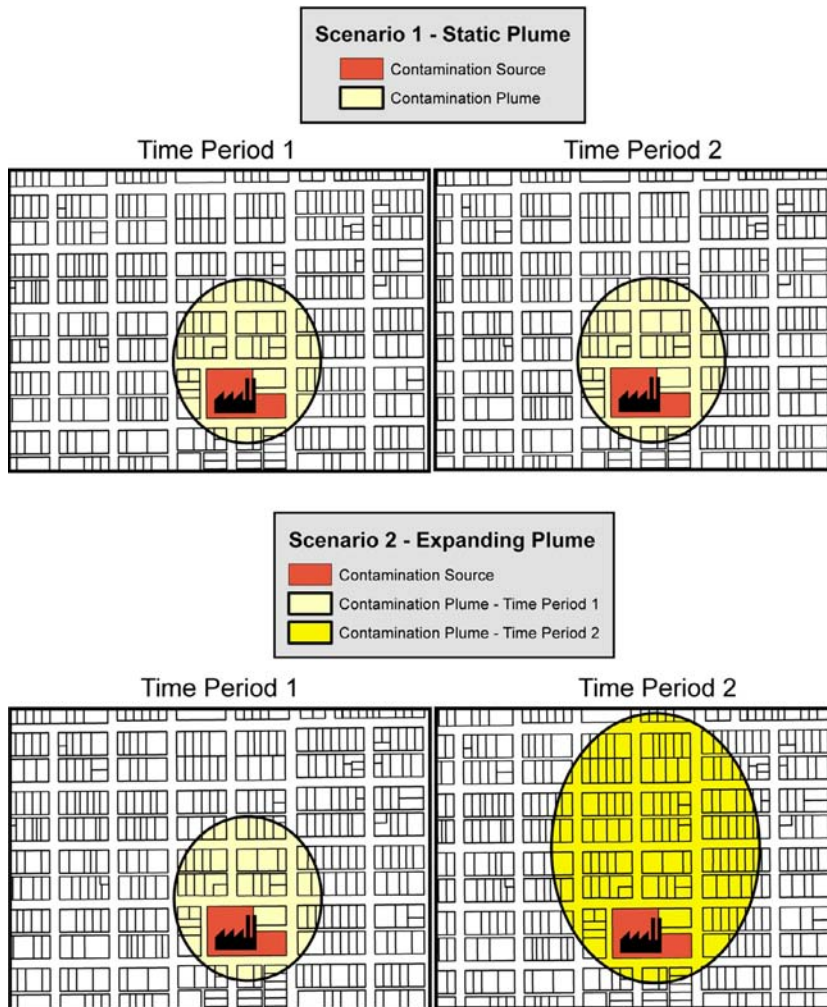 Scenario 1 - Static Plume
Contamination Source
Contamination Plume
Time Period 1
Time Period 2
Scenario 2 - Expanding Plume
Contamination Source
Contamination Plume - Time Period 1
Contamination Plume - Time Period 2
Time Period 1
Time Period 2